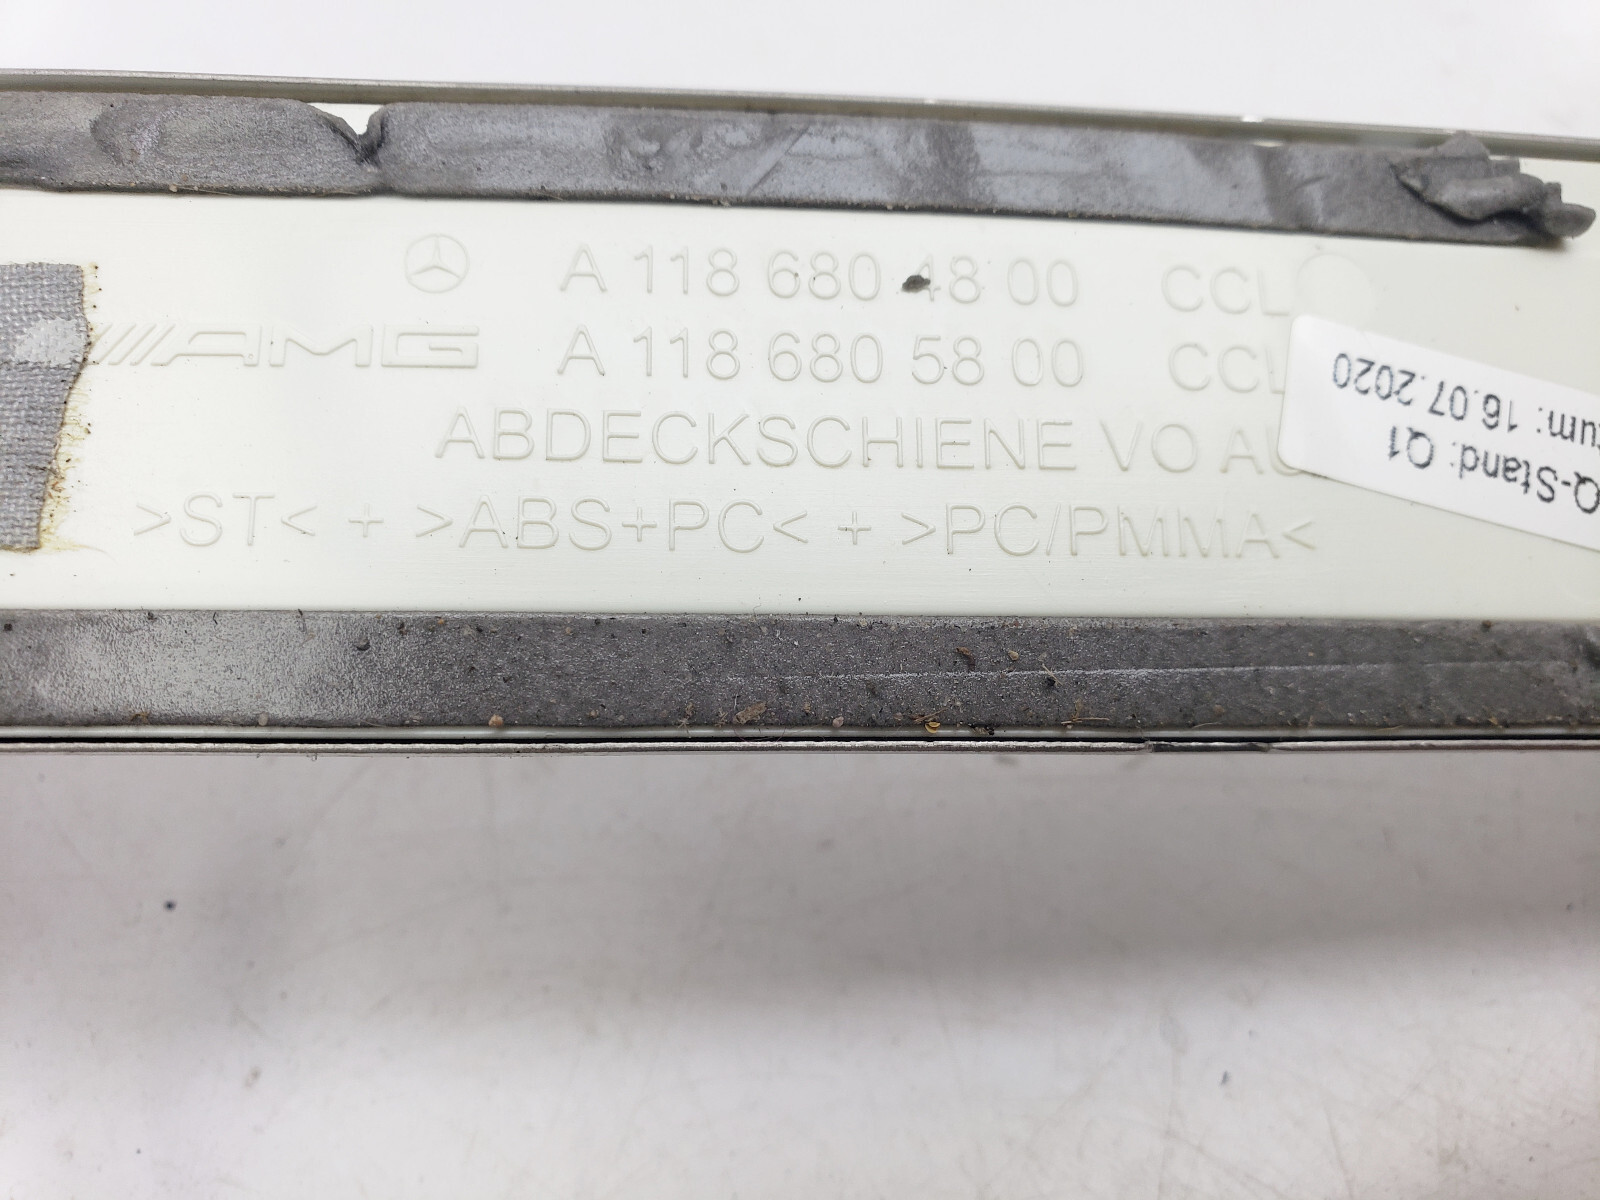 A 118 680 48 00 CCL
AMG A 118 680 58 00 CCL
ABDECKSCHIENE VO AU
>ST< + >ABS+PC< + >PC/PMMA<
Q-Stand: Q1
tum: 16.07.2020